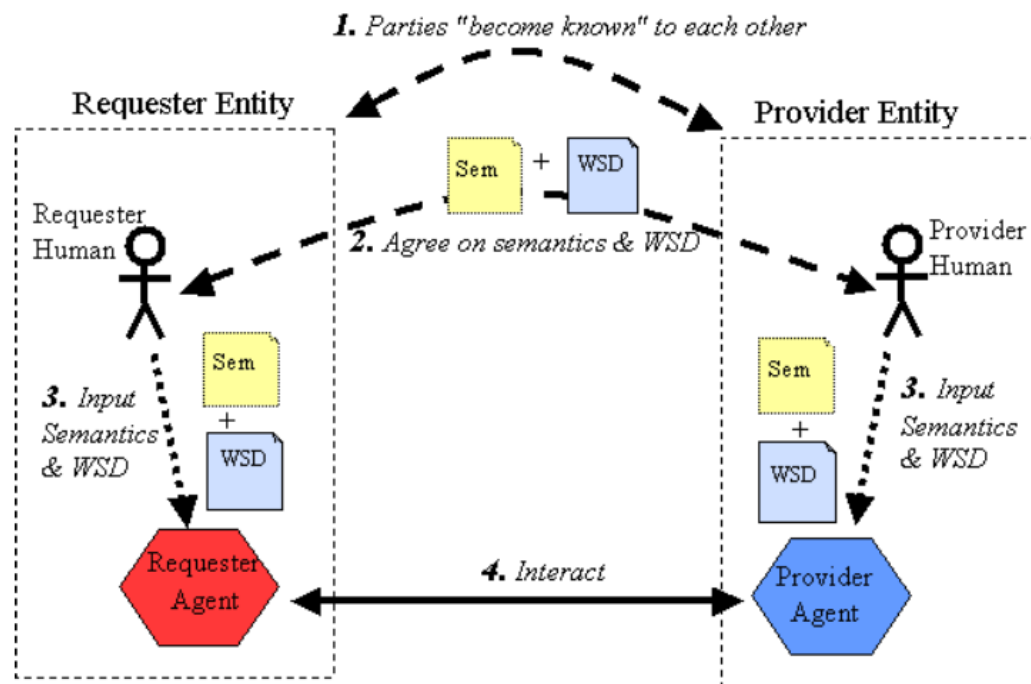 1. Parties "become known" to each other
Requester Entity
Provider Entity
Sem
+
WSD
Requester
Human
2. Agree on semantics & WSD
Provider
Human
Sem
+
WSD
3. Input
Semantics
& WSD
Sem
+
WSD
3. Input
Semantics
& WSD
Requester
Agent
4. Interact
Provider
Agent